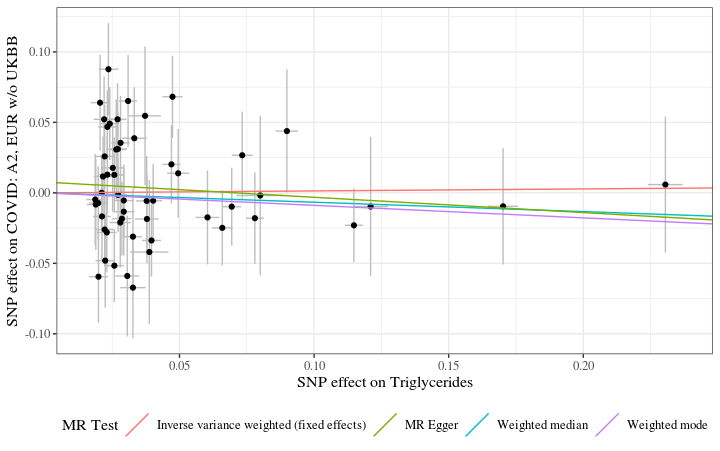 SNP effect on COVID: A2, EUR w/o UKBB
0.10
0.05
0.00
-0.05
-0.10
0.05
0.10
0.15
0.20
SNP effect on Triglycerides
MR Test
Inverse variance weighted (fixed effects)
MR Egger
Weighted median
Weighted mode